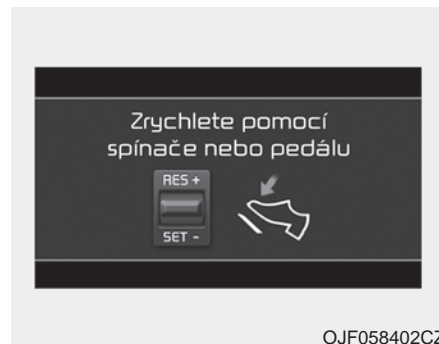 Zrychlete pomocí
spínače nebo pedálu
RES +
SET -
OJF058402CZ